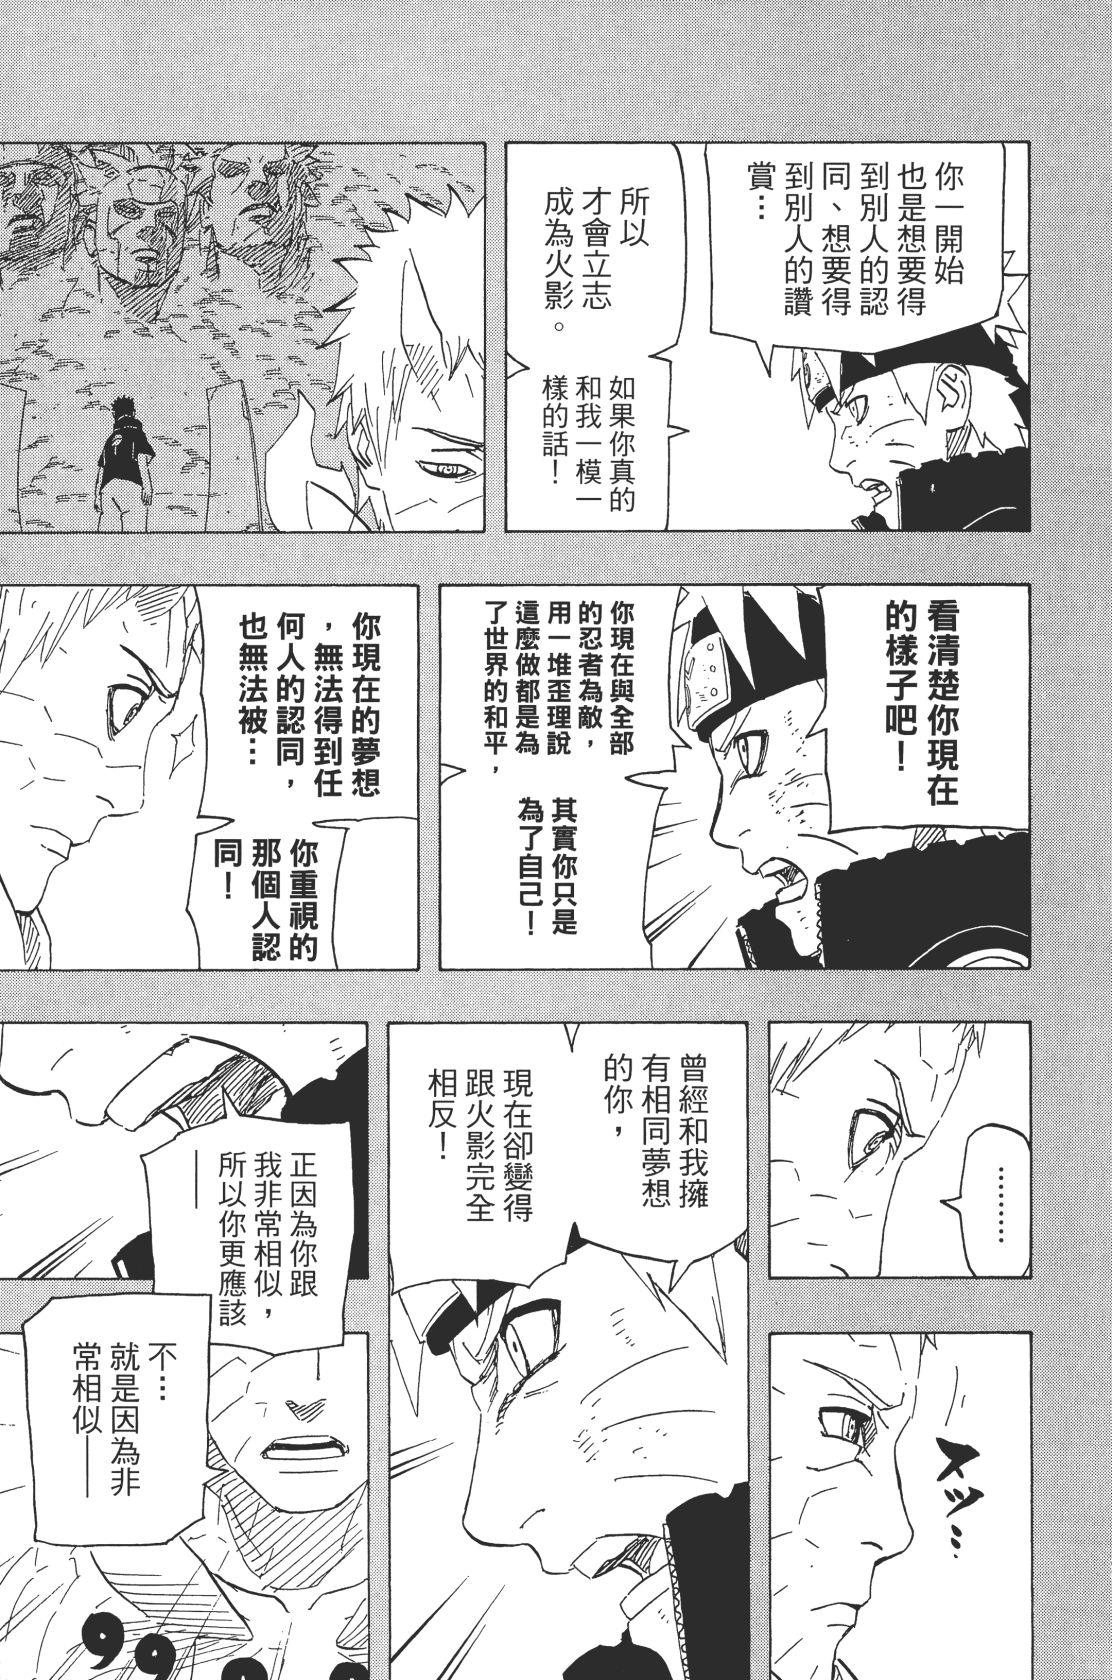 你一開始
也是想要得
到別人的認
同、想要得
到別人的讚
賞…
所以
才會立志
成為火影。
如果你真的
和我一模一
樣的話！
看清楚你現在
的樣子吧！
你現在與全部
的忍者為敵，
用一堆歪理說
這麼做都是為
了世界的和平，
其實你只是
為了自己！
你現在的夢想
，無法得到任
何人的認同，
也無法被…
你重視的
那個人認
同！
………
スッ…
曾經和我擁
有相同夢想
的你，
現在卻變得
跟火影完全
相反！
正因為你跟
我非常相似，
所以你更應該
——
不…
就是因為非
常相似——